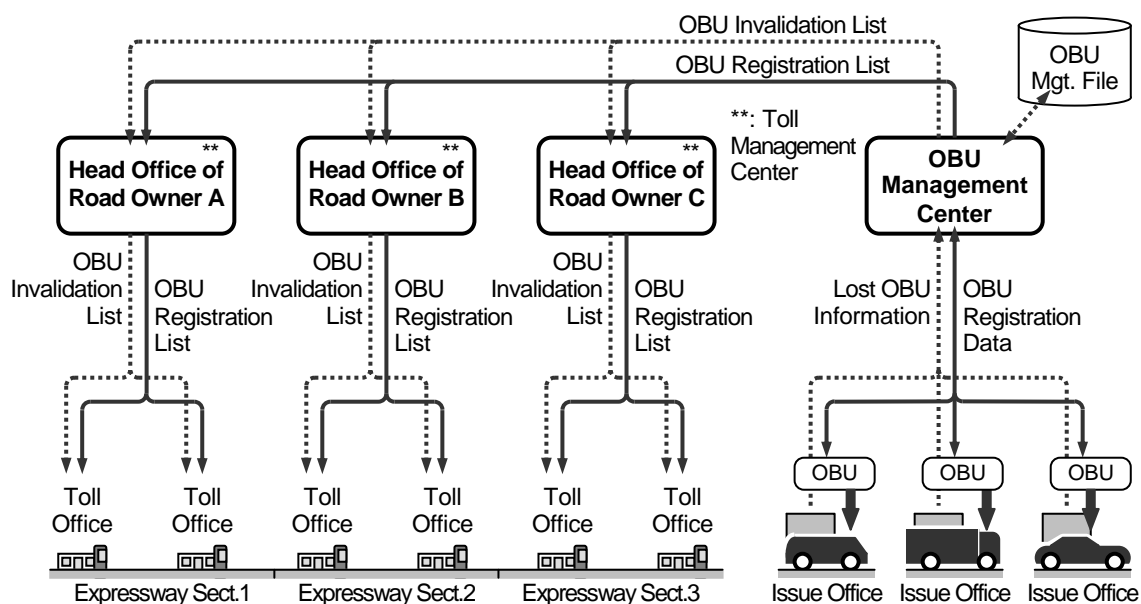 OBU Invalidation List
OBU Registration List
OBU
Mgt. File
**: Toll
Management
Center
**
Head Office of
Road Owner A
**
Head Office of
Road Owner B
**
Head Office of
Road Owner C
OBU
Management
Center
OBU
Invalidation
List
OBU
Registration
List
OBU
Invalidation
List
OBU
Registration
List
OBU
Invalidation
List
OBU
Registration
List
Lost OBU
Information
OBU
Registration
Data
OBU
OBU
OBU
Toll
Office
Toll
Office
Toll
Office
Toll
Office
Toll
Office
Toll
Office
Expressway Sect.1
Expressway Sect.2
Expressway Sect.3
Issue Office
Issue Office
Issue Office